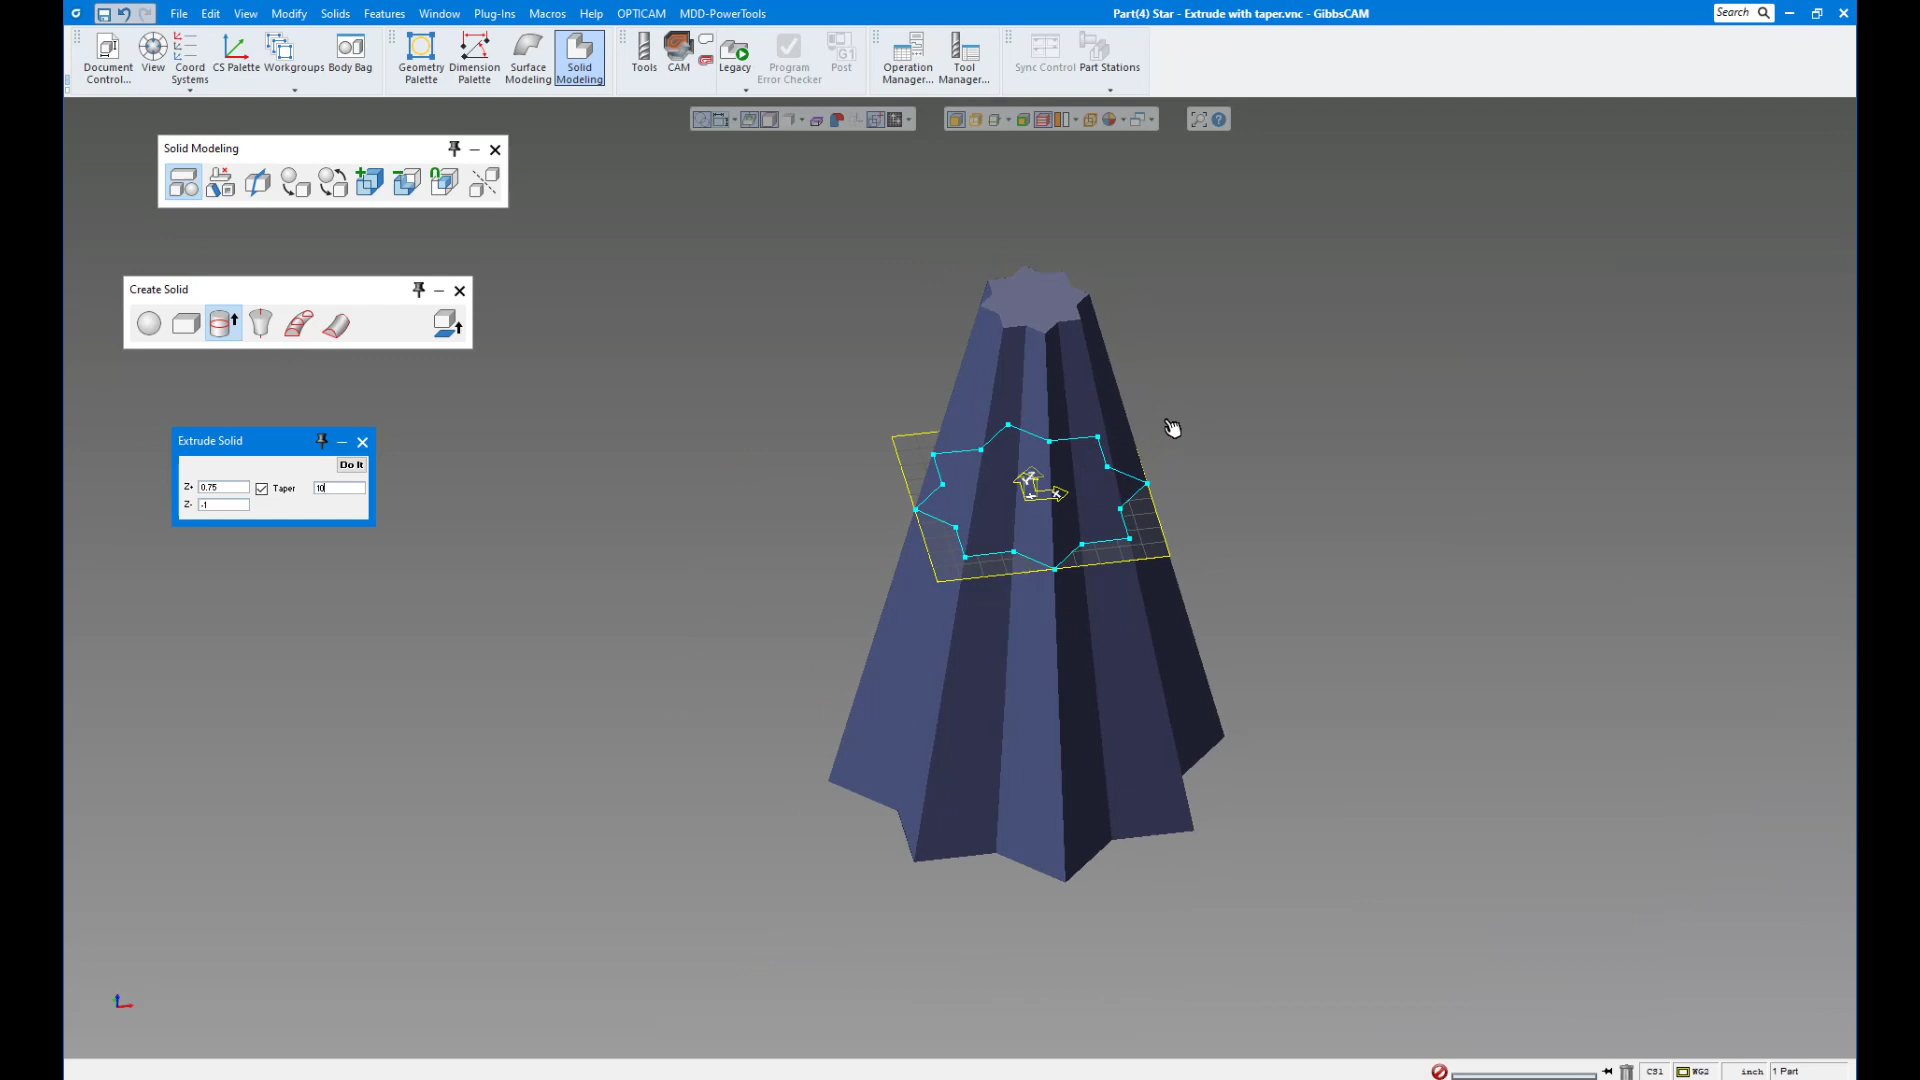 File Edit View Modify Solids Features Window Plug-Ins Macros Help OPTICAM MDD-PowerTools
Part(4) Star - Extrude with taper.vnc - GibbsCAM
Search
Document Control...
View
Coord Systems
CS Palette
Workgroups
Body Bag
Geometry Palette
Dimension Palette
Surface Modeling
Solid Modeling
Tools
CAM
Legacy
Program Error Checker
Post
Operation Manager...
Tool Manager...
Sync Control
Part Stations
Solid Modeling
Create Solid
Extrude Solid
Do It
Z+ 0.75 Taper 10
Z- -1
CS1 WG2 inch 1 Part